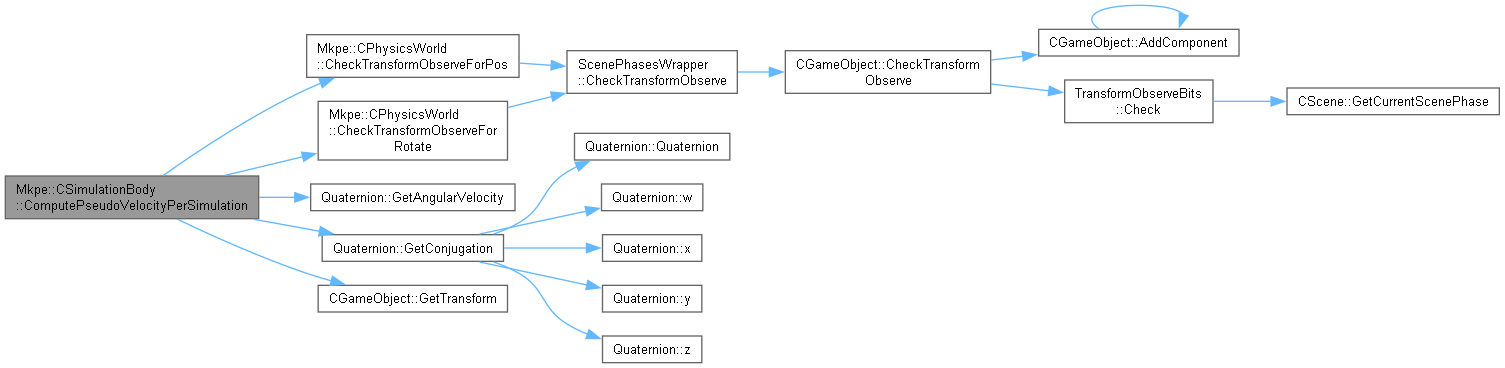 Mkpe::CSimulationBody
::ComputePseudoVelocityPerSimulation
Mkpe::CPhysicsWorld
::CheckTransformObserveForPos
Mkpe::CPhysicsWorld
::CheckTransformObserveFor
Rotate
Quaternion::GetAngularVelocity
Quaternion::GetConjugation
CGameObject::GetTransform
ScenePhasesWrapper
::CheckTransformObserve
Quaternion::Quaternion
Quaternion::w
Quaternion::x
Quaternion::y
Quaternion::z
CGameObject::CheckTransform
Observe
CGameObject::AddComponent
TransformObserveBits
::Check
CScene::GetCurrentScenePhase